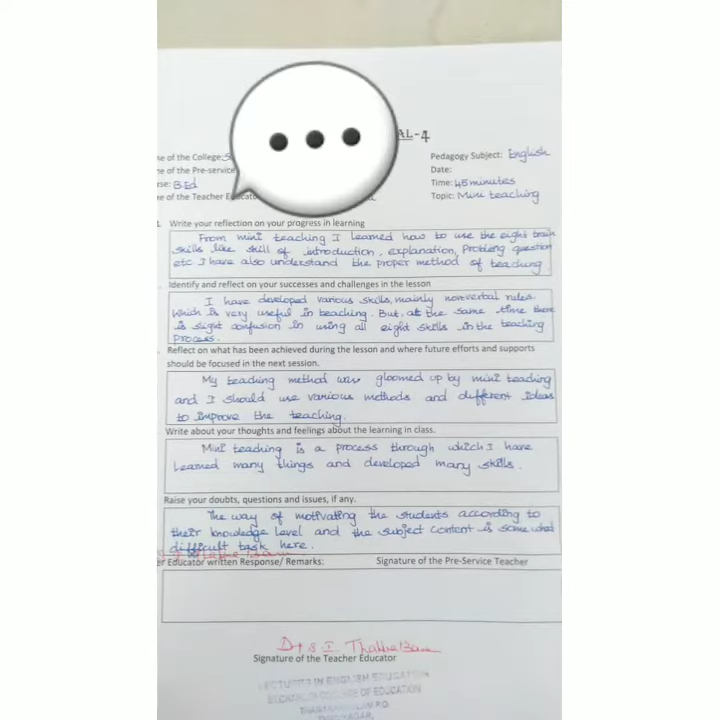 AL-4
e of the College: S
Pedagogy Subject: English
e of the Pre-service
Date:
se: B.Ed
Time: 45 minutes
e of the Teacher Educato
Topic: Mini teaching
1. Write your reflection on your progress in learning
From mini teaching I learned how to use the eight train
skills like skill of introduction, explanation, Probing question
etc I have also understand the proper method of teaching.
Identify and reflect on your successes and challenges in the lesson
I have developed various skills, mainly nonverbal rules.
Which is very useful in teaching. But, at the same time there
is slight confusion in using all eight skills in the teaching
process.
Reflect on what has been achieved during the lesson and where future efforts and supports
should be focused in the next session.
My teaching method was gloomed up by mini teaching
and I should use various methods and different ideas
to improve the teaching.
Write about your thoughts and feelings about the learning in class.
Mini teaching is a process through which I have
learned many things and developed many skills.
Raise your doubts, questions and issues, if any.
The way of motivating the students according to
their knowledge level and the subject content is some what
difficult task here.
er Educator written Response/ Remarks:
Signature of the Pre-Service Teacher
Signature of the Teacher Educator
LECTURER IN ENGLISH EDUCATION
COLLEGE OF EDUCATION